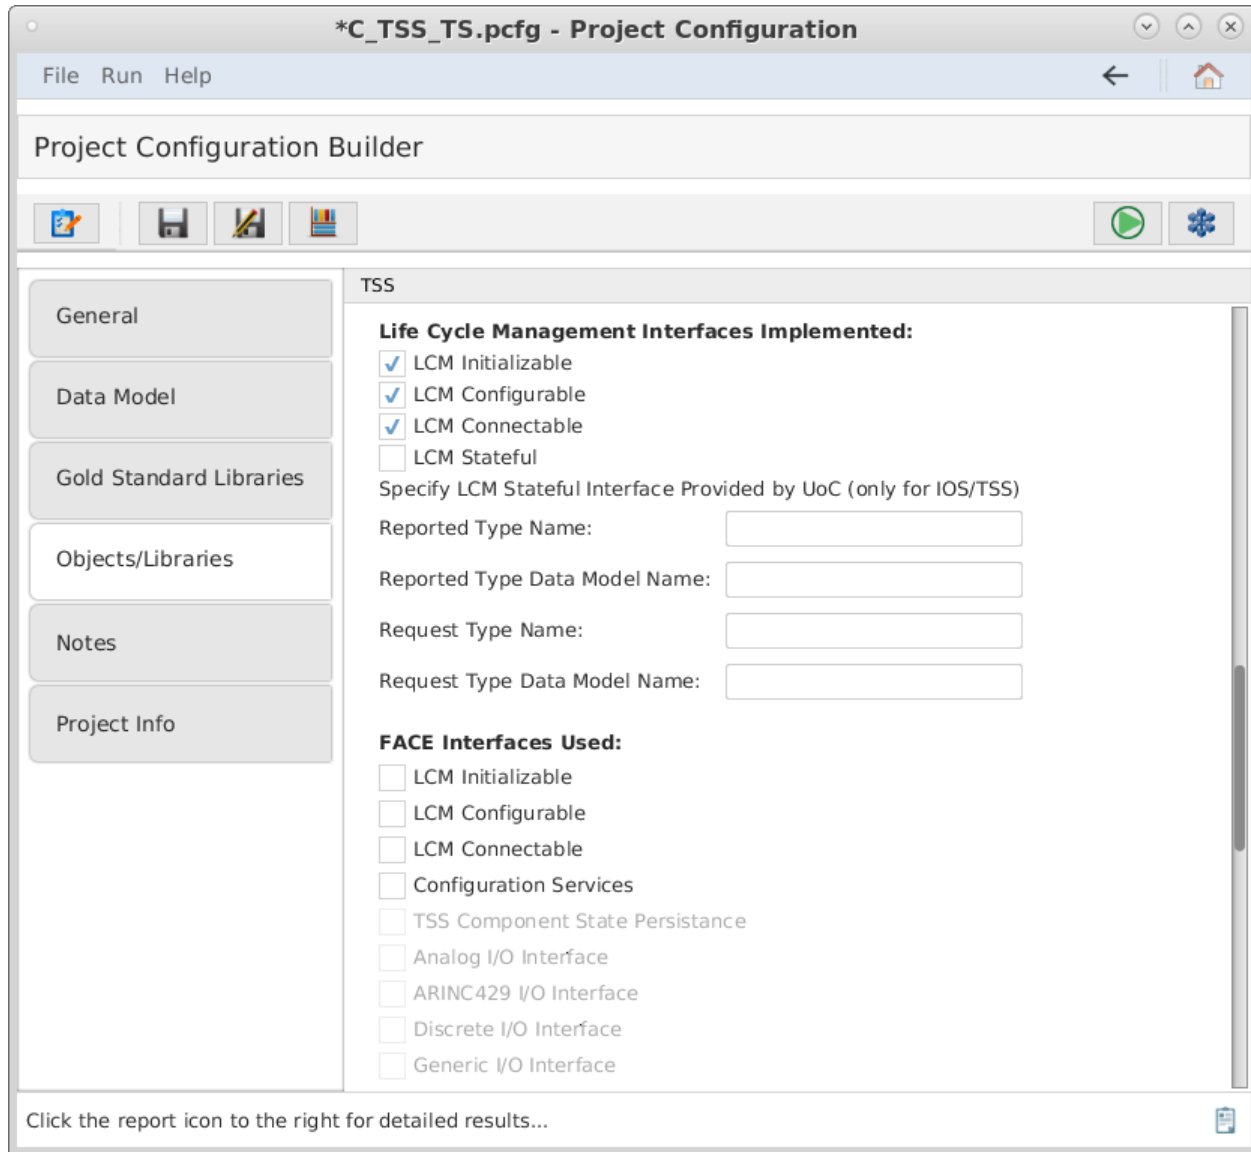 *C_TSS_TS.pcfg - Project Configuration
File Run Help
Project Configuration Builder
General
Data Model
Gold Standard Libraries
Objects/Libraries
Notes
Project Info
TSS
Life Cycle Management Interfaces Implemented:
LCM Initializable
LCM Configurable
LCM Connectable
LCM Stateful
Specify LCM Stateful Interface Provided by UoC (only for IOS/TSS)
Reported Type Name:
Reported Type Data Model Name:
Request Type Name:
Request Type Data Model Name:
FACE Interfaces Used:
LCM Initializable
LCM Configurable
LCM Connectable
Configuration Services
TSS Component State Persistance
Analog I/O Interface
ARINC429 I/O Interface
Discrete I/O Interface
Generic I/O Interface
Click the report icon to the right for detailed results...